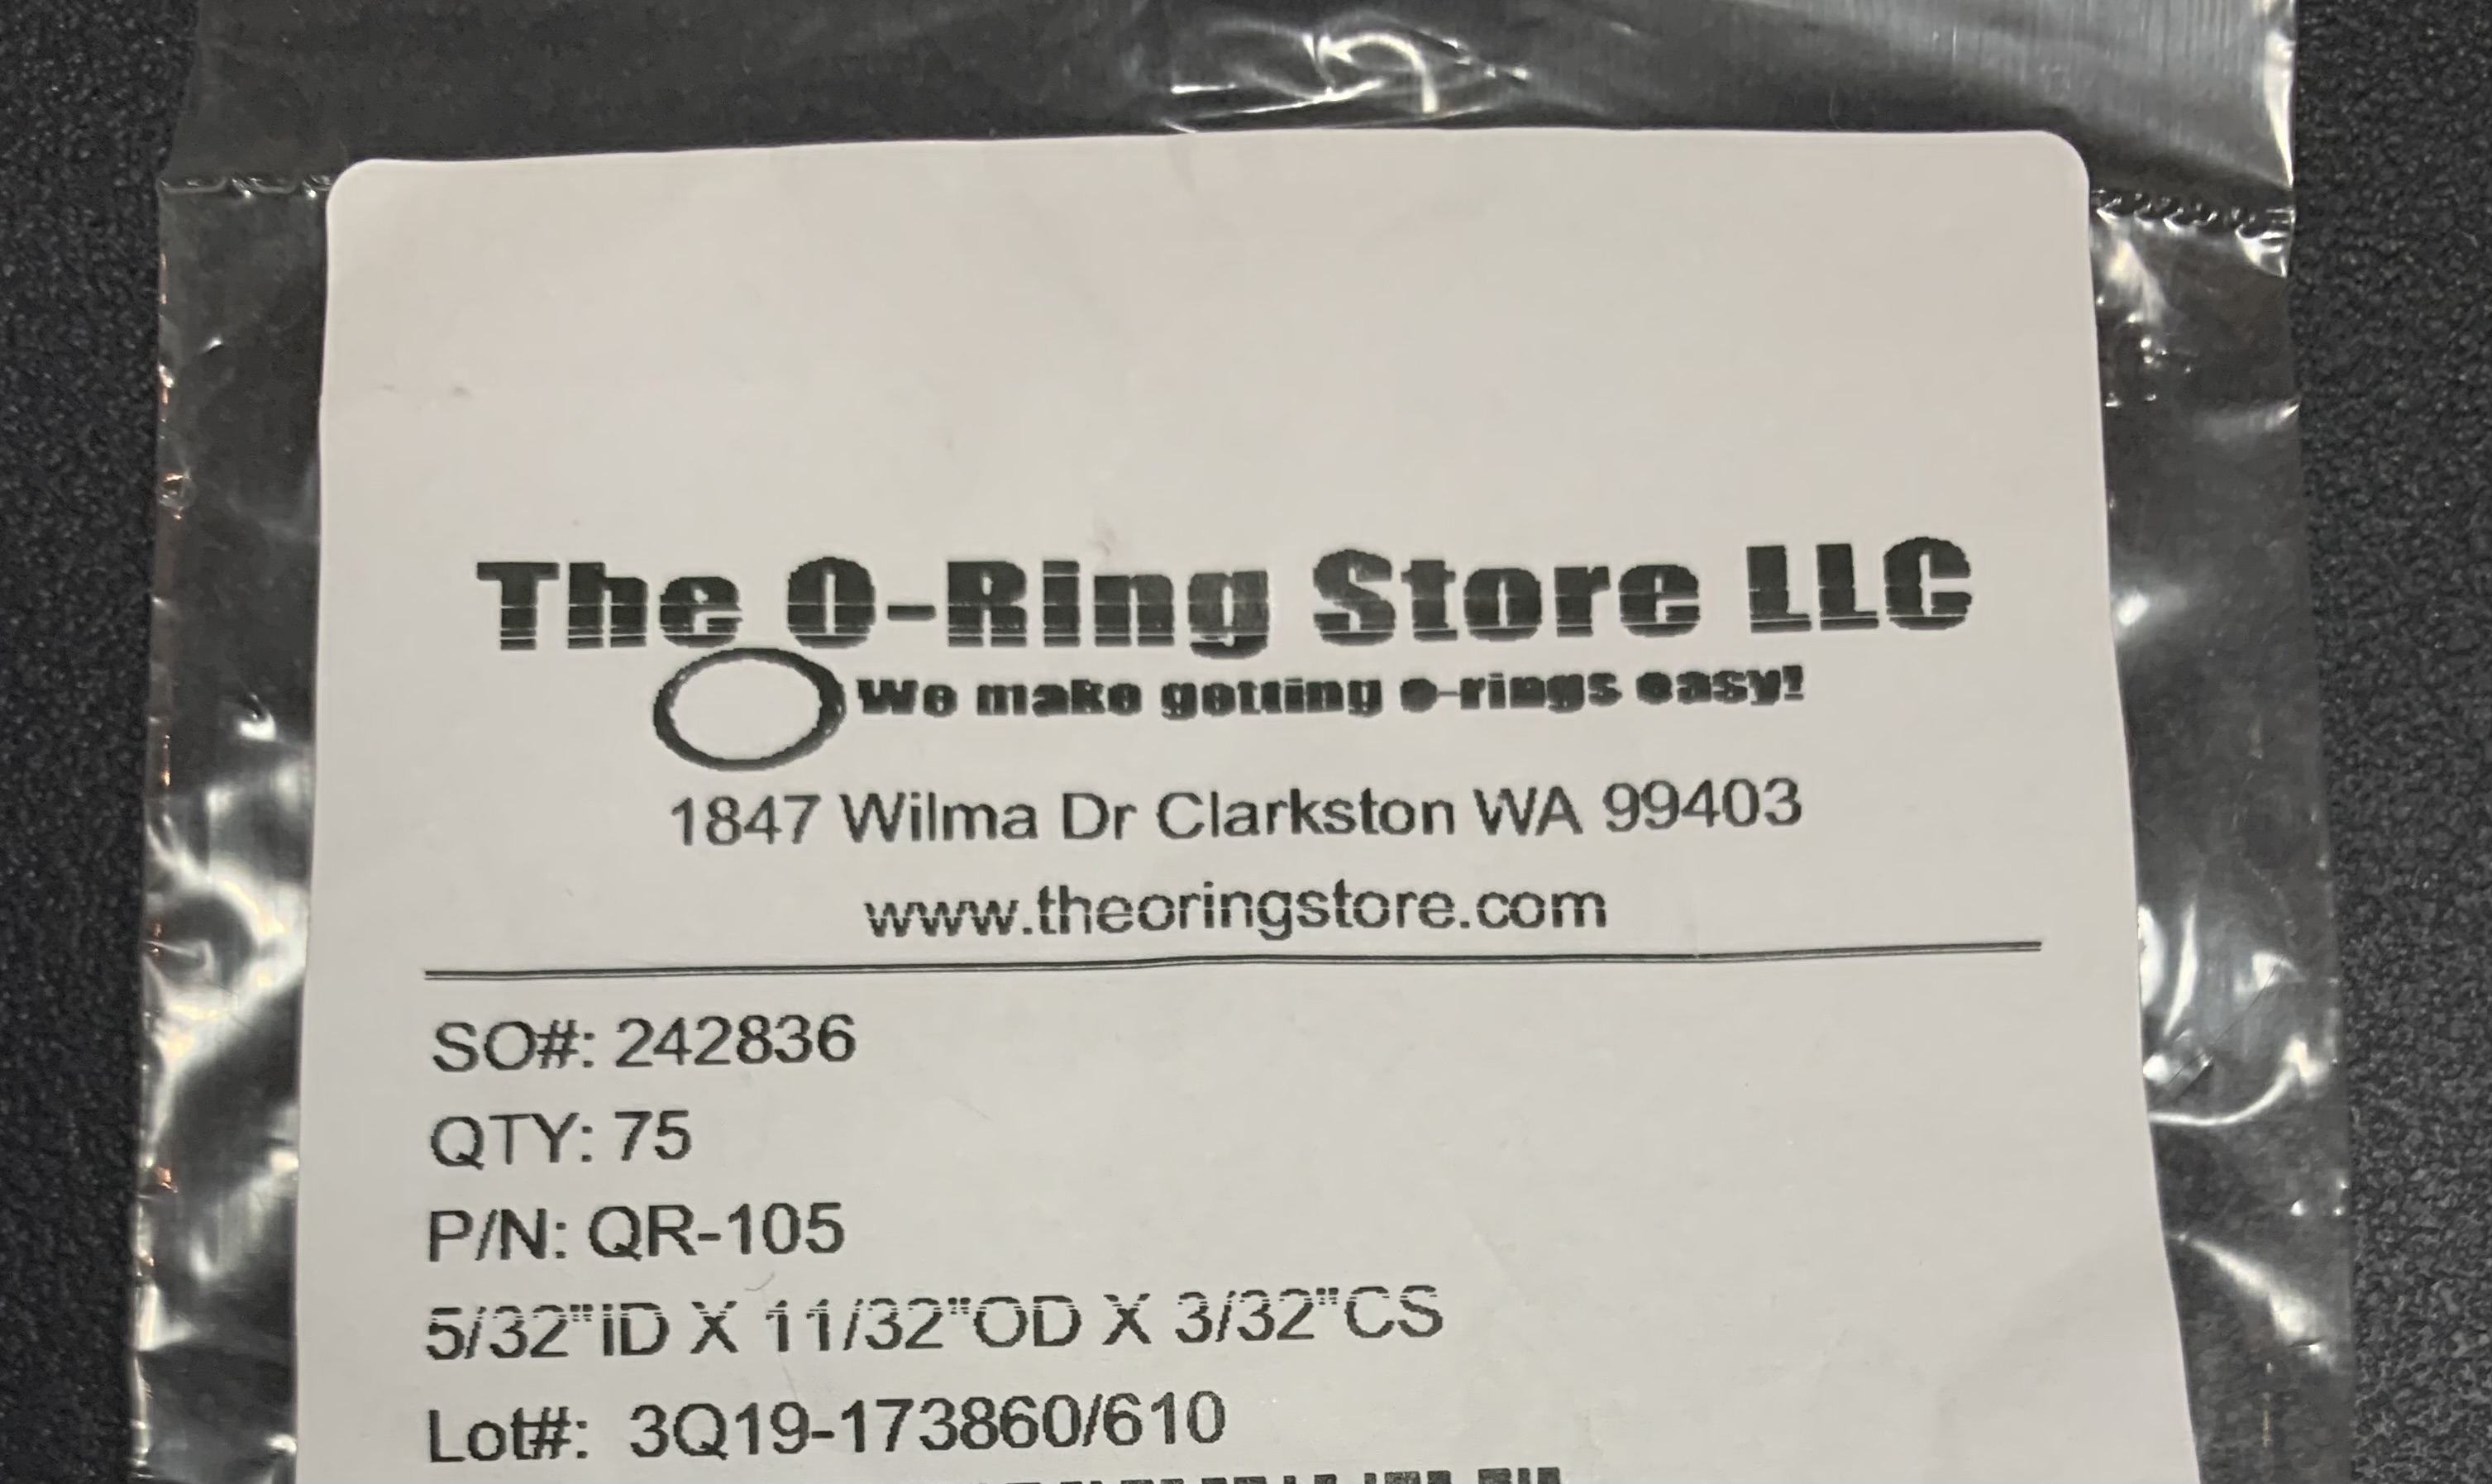 The O-Ring Store LLC
We make getting o-rings easy!
1847 Wilma Dr Clarkston WA 99403
www.theoringstore.com
SO#: 242836
QTY: 75
P/N: QR-105
5/32"ID X 11/32"OD X 3/32"CS
Lot#: 3Q19-173860/610